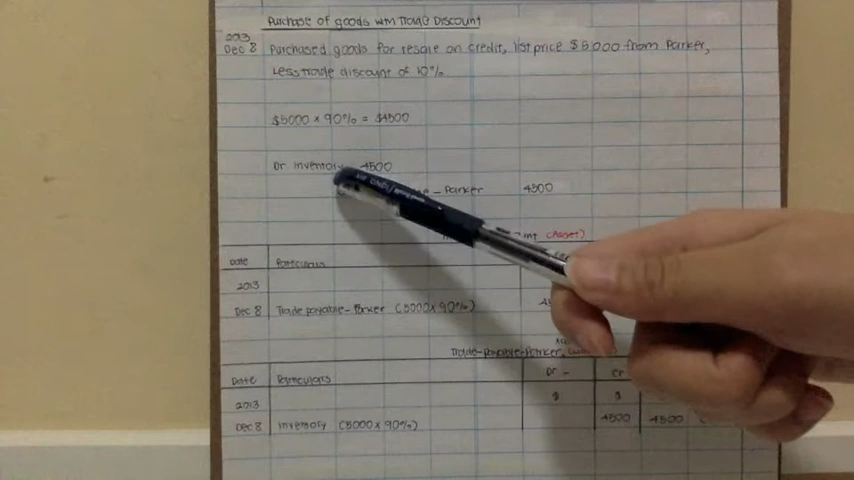 Purchase of goods with Trade Discount
2013
Dec 8 Purchased goods for resale on credit, list price $5000 from Parker,
Less trade discount of 10%.
$5000 x 90% = $4500
Dr Inventory 4500
- Parker 4500
(Asset)
Date Particulars
2013
Dec 8 Trade payable - Parker (5000 x 90%)
Trade-payable-Parker,
Date Particulars Dr - Cr
2013 $ $
Dec 8 Inventory (5000 x 90%) 4500 4500